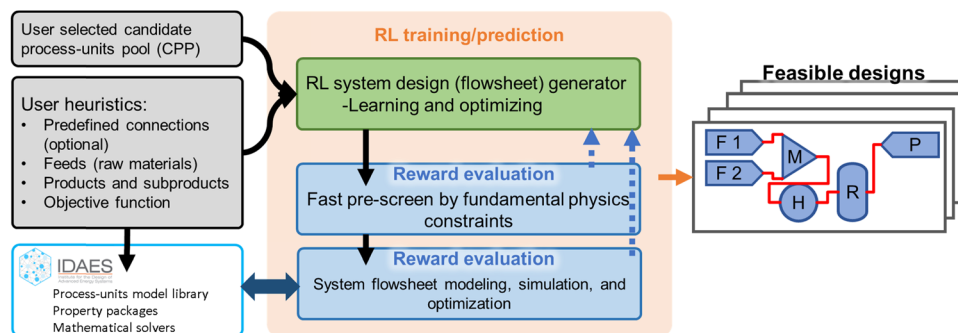 User selected candidate
process-units pool (CPP)
User heuristics:
• Predefined connections
(optional)
• Feeds (raw materials)
• Products and subproducts
• Objective function
IDAES
Institute for the Design of
Advanced Energy Systems
Process-units model library
Property packages
Mathematical solvers
RL training/prediction
RL system design (flowsheet) generator
-Learning and optimizing
Reward evaluation
Fast pre-screen by fundamental physics
constraints
Reward evaluation
System flowsheet modeling, simulation, and
optimization
Feasible designs
F 1
F 2
M
H
R
P